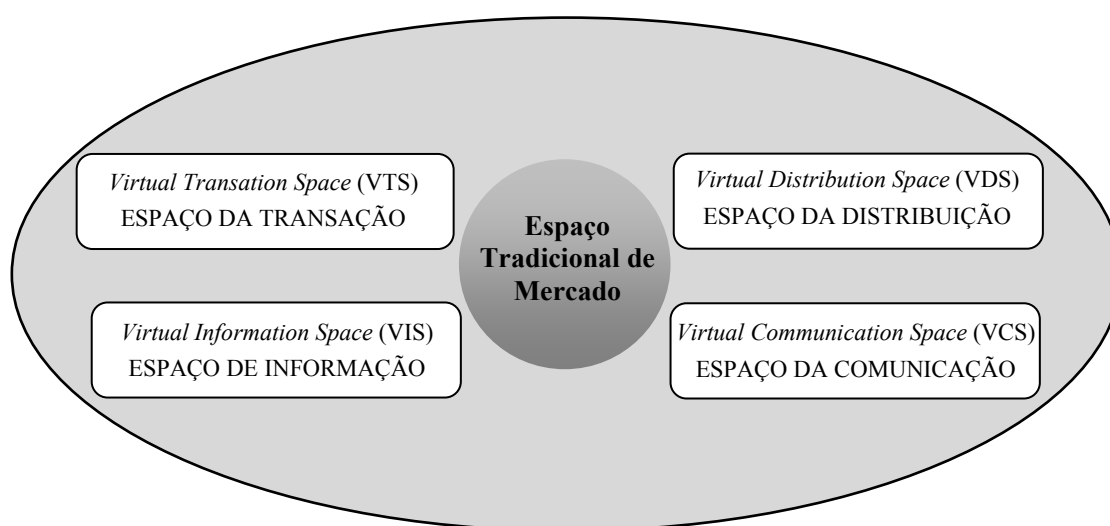 Virtual Transation Space (VTS)
ESPAÇO DA TRANSAÇÃO
Virtual Distribution Space (VDS)
ESPAÇO DA DISTRIBUIÇÃO
Espaço
Tradicional de
Mercado
Virtual Information Space (VIS)
ESPAÇO DE INFORMAÇÃO
Virtual Communication Space (VCS)
ESPAÇO DA COMUNICAÇÃO